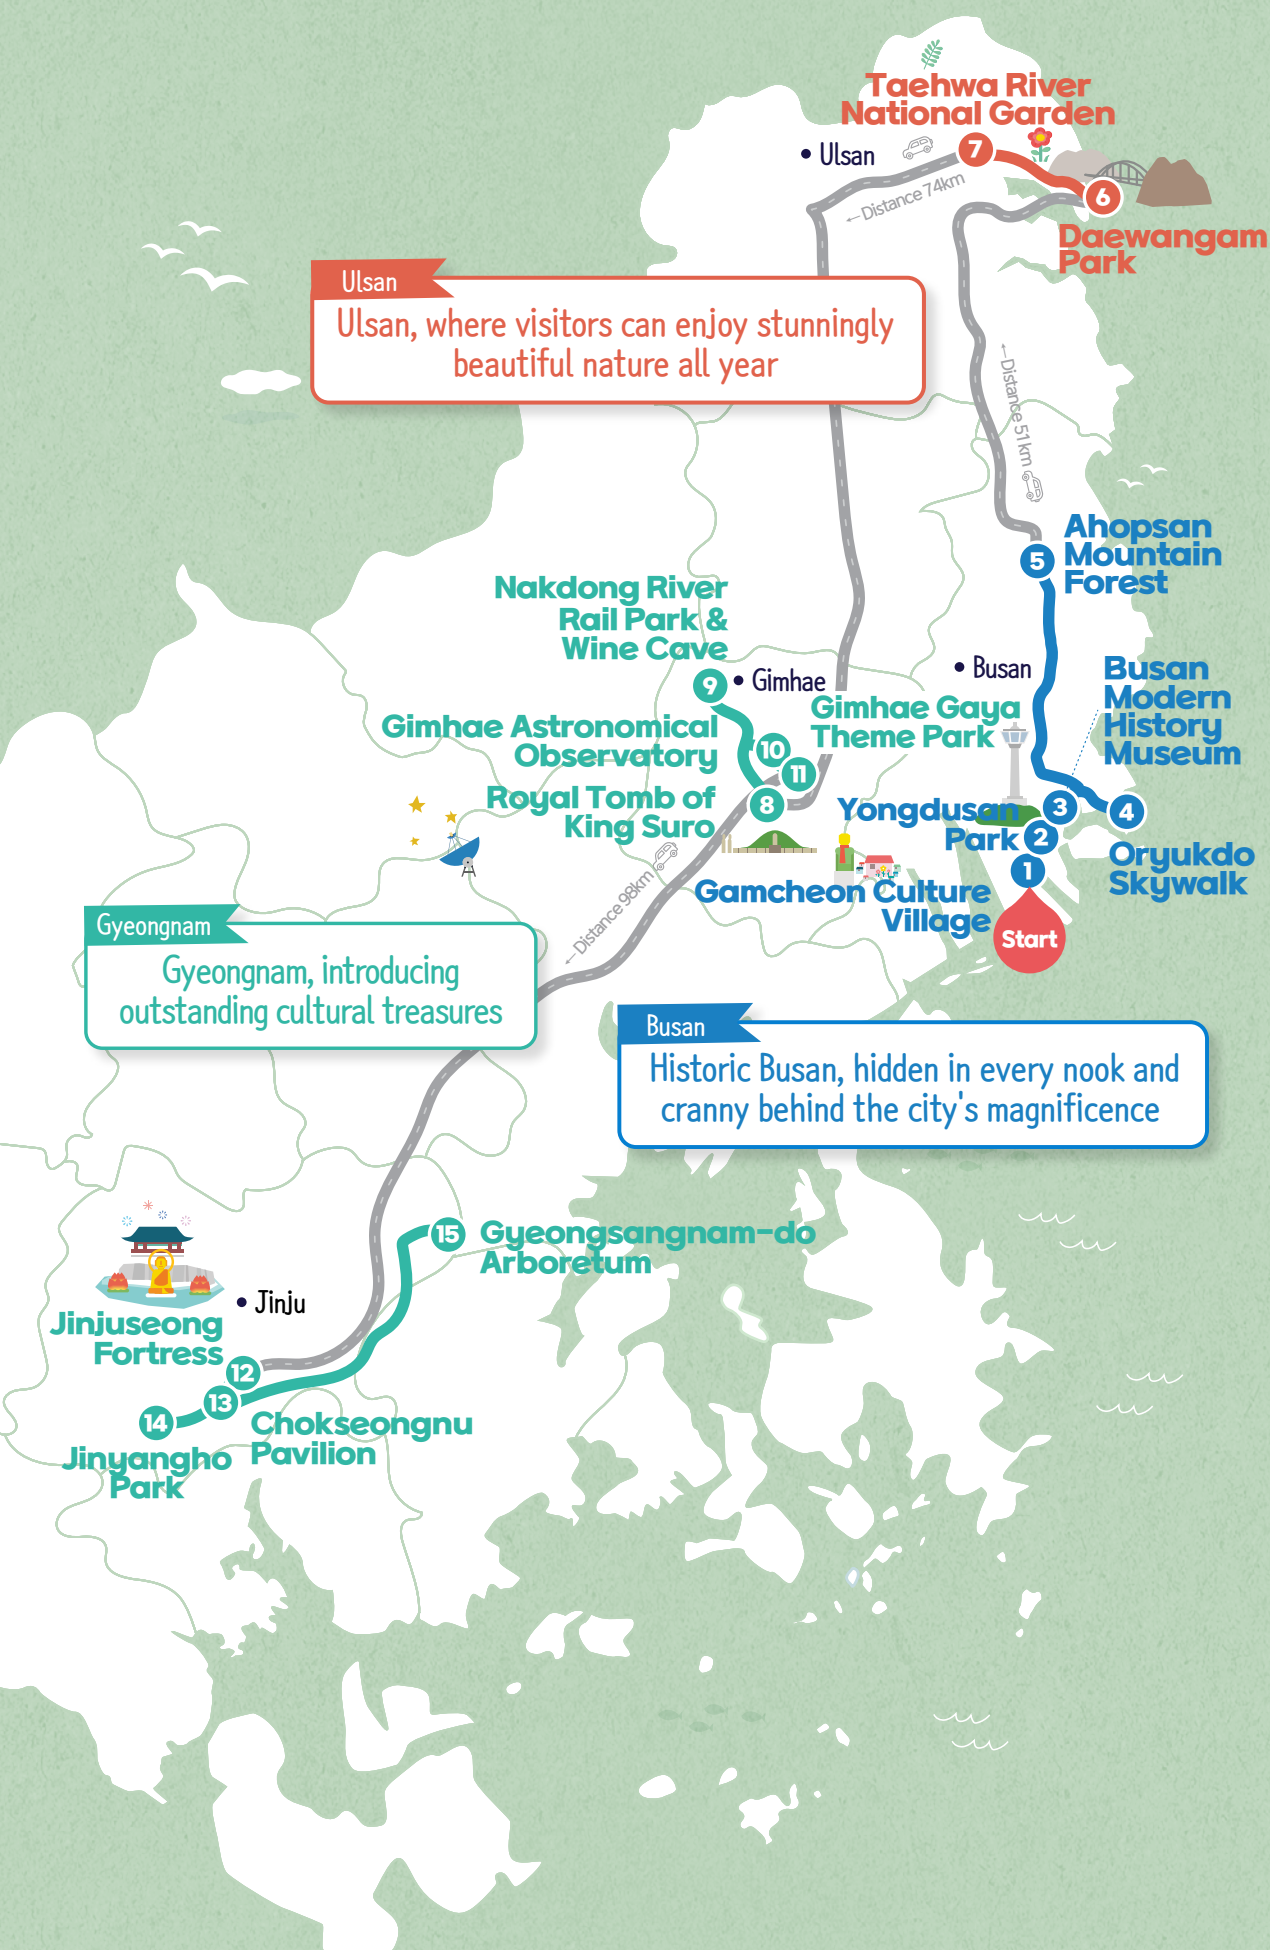 Taehwa River
National Garden
Ulsan
7
←Distance 74km
6
Daewangam
Park
Ulsan
Ulsan, where visitors can enjoy stunningly
beautiful nature all year
←Distance 51km
Ahopsan
Mountain
Forest
5
Nakdong River
Rail Park &
Wine Cave
9
Gimhae
Busan
Busan
Modern
History
Museum
Gimhae Gaya
Theme Park
Gimhae Astronomical
Observatory
10
11
Royal Tomb of
King Suro
8
Yongdusan
Park
3
4
2
1
Oryukdo
Skywalk
Gamcheon Culture
Village
Start
←Distance 98km
Gyeongnam
Gyeongnam, introducing
outstanding cultural treasures
Busan
Historic Busan, hidden in every nook and
cranny behind the city's magnificence
15
Gyeongsangnam-do
Arboretum
Jinju
Jinjuseong
Fortress
12
13
14
Chokseongnu
Pavilion
Jinyangho
Park